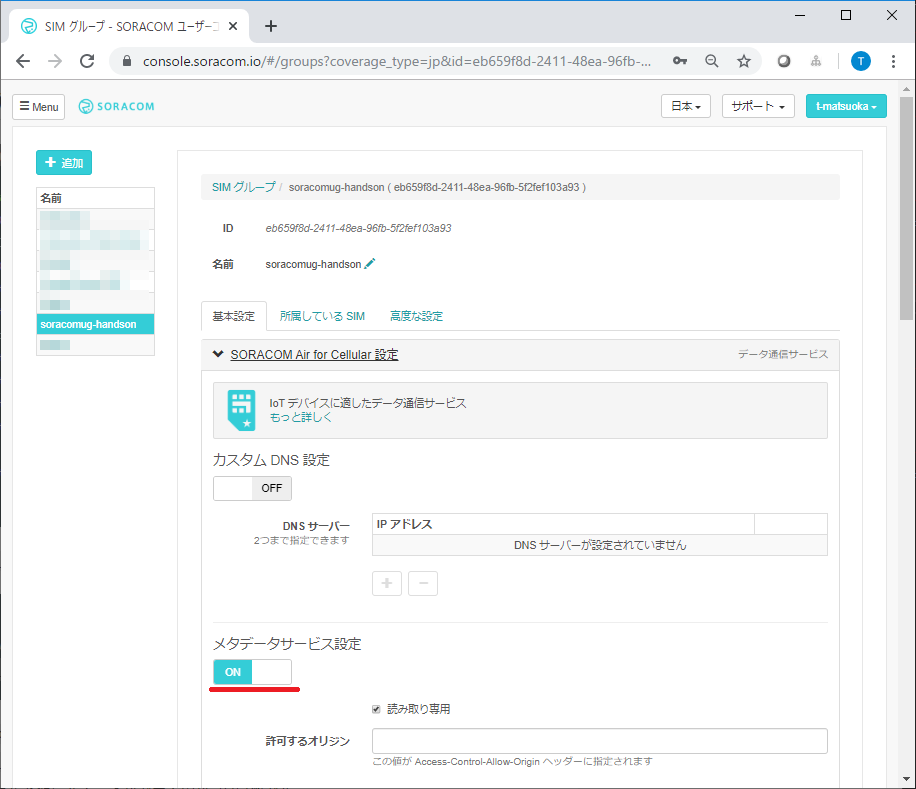 SIM グループ - SORACOM ユーザーコ
console.soracom.io/#/groups?coverage_type=jp&id=eb659f8d-2411-48ea-96fb-...
T
Menu
SORACOM
日本
サポート
t-matsuoka
追加
名前
soracomug-handson
SIM グループ / soracomug-handson ( eb659f8d-2411-48ea-96fb-5f2fef103a93 )
ID eb659f8d-2411-48ea-96fb-5f2fef103a93
名前 soracomug-handson
基本設定 所属している SIM 高度な設定
SORACOM Air for Cellular 設定 データ通信サービス
IoT デバイスに適したデータ通信サービス
もっと詳しく
カスタム DNS 設定
OFF
DNS サーバー IP アドレス
2つまで指定できます
DNS サーバーが設定されていません
メタデータサービス設定
ON
読み取り専用
許可するオリジン
この値が Access-Control-Allow-Origin ヘッダーに指定されます